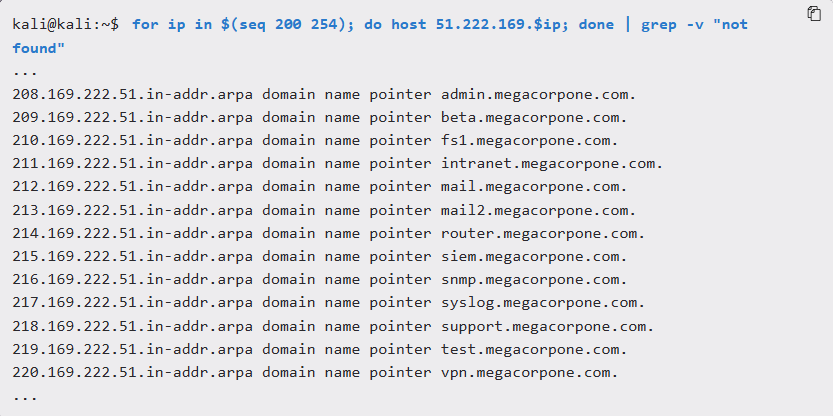 kali@kali:~$ for ip in $(seq 200 254); do host 51.222.169.$ip; done | grep -v "not
found"
...
208.169.222.51.in-addr.arpa domain name pointer admin.megacorpone.com.
209.169.222.51.in-addr.arpa domain name pointer beta.megacorpone.com.
210.169.222.51.in-addr.arpa domain name pointer fs1.megacorpone.com.
211.169.222.51.in-addr.arpa domain name pointer intranet.megacorpone.com.
212.169.222.51.in-addr.arpa domain name pointer mail.megacorpone.com.
213.169.222.51.in-addr.arpa domain name pointer mail2.megacorpone.com.
214.169.222.51.in-addr.arpa domain name pointer router.megacorpone.com.
215.169.222.51.in-addr.arpa domain name pointer siem.megacorpone.com.
216.169.222.51.in-addr.arpa domain name pointer snmp.megacorpone.com.
217.169.222.51.in-addr.arpa domain name pointer syslog.megacorpone.com.
218.169.222.51.in-addr.arpa domain name pointer support.megacorpone.com.
219.169.222.51.in-addr.arpa domain name pointer test.megacorpone.com.
220.169.222.51.in-addr.arpa domain name pointer vpn.megacorpone.com.
...